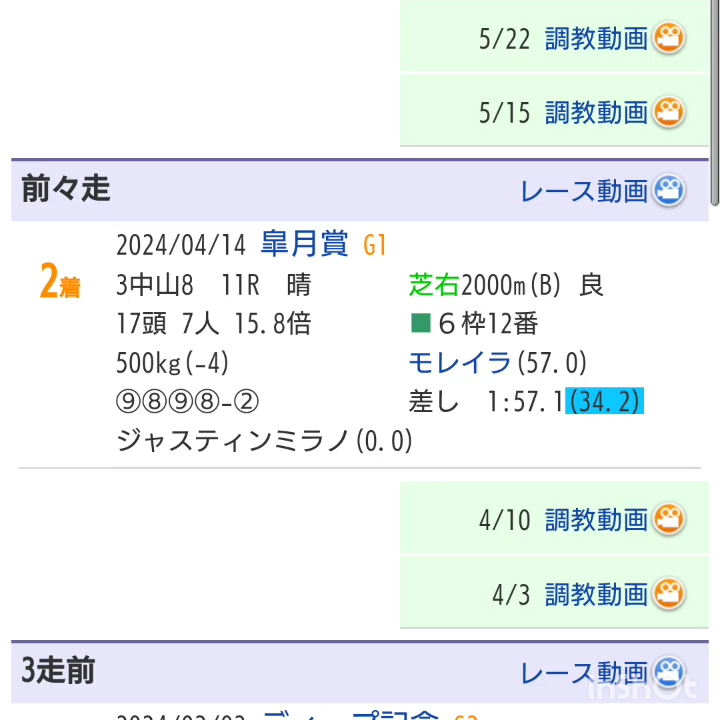 5/22 調教動画
5/15 調教動画
前々走 レース動画
2024/04/14 皐月賞 G1
2着 3中山8 11R 晴 芝右2000m(B) 良
17頭 7人 15.8倍 ■6枠12番
500kg(-4) モレイラ(57.0)
⑨⑧⑨⑧-② 差し 1:57.1(34.2)
ジャスティンミラノ(0.0)
4/10 調教動画
4/3 調教動画
3走前 レース動画
InShot